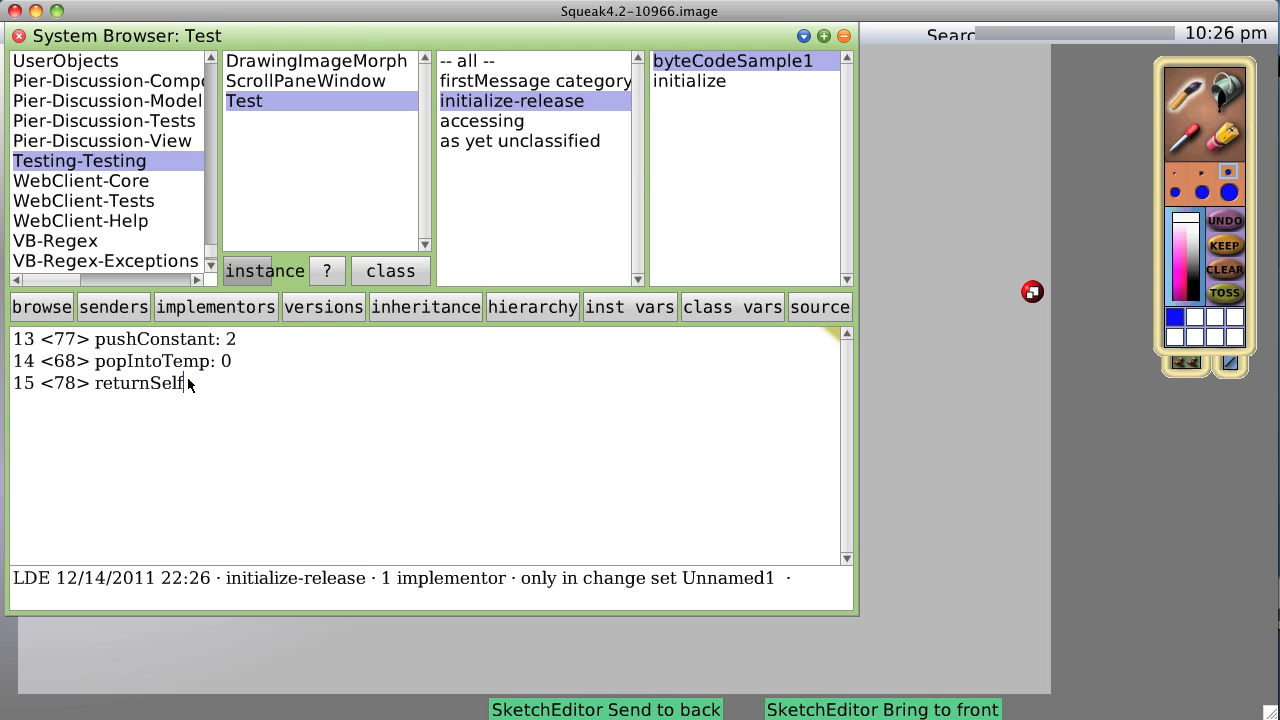 Squeak4.2-10966.image
System Browser: Test
Searc
10:26 pm
UserObjects
Pier-Discussion-Compo
Pier-Discussion-Model
Pier-Discussion-Tests
Pier-Discussion-View
Testing-Testing
WebClient-Core
WebClient-Tests
WebClient-Help
VB-Regex
VB-Regex-Exceptions
DrawingImageMorph
ScrollPaneWindow
Test
instance
?
class
-- all --
firstMessage category
initialize-release
accessing
as yet unclassified
byteCodeSample1
initialize
browse
senders
implementors
versions
inheritance
hierarchy
inst vars
class vars
source
13 <77> pushConstant: 2
14 <68> popIntoTemp: 0
15 <78> returnSelf
LDE 12/14/2011 22:26 · initialize-release · 1 implementor · only in change set Unnamed1 ·
UNDO
KEEP
CLEAR
TOSS
SketchEditor Send to back
SketchEditor Bring to front